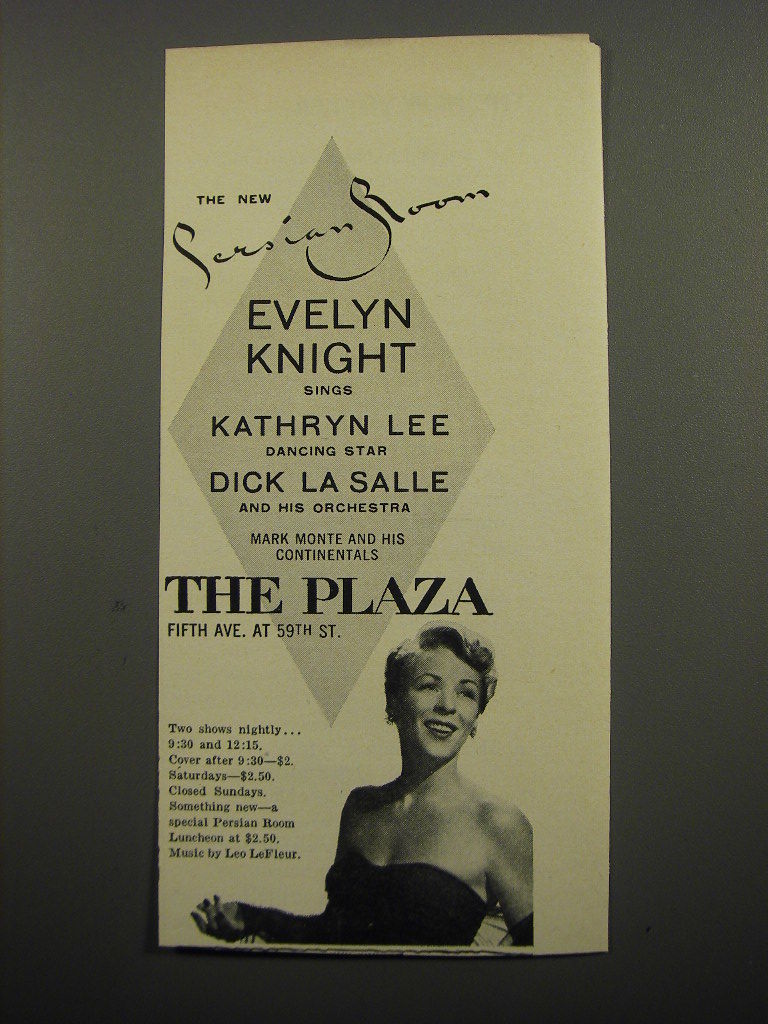 THE NEW
Persian Room
EVELYN
KNIGHT
SINGS
KATHRYN LEE
DANCING STAR
DICK LA SALLE
AND HIS ORCHESTRA
MARK MONTE AND HIS
CONTINENTALS
THE PLAZA
FIFTH AVE. AT 59TH ST.
Two shows nightly...
9:30 and 12:15.
Cover after 9:30—$2.
Saturdays—$2.50.
Closed Sundays.
Something new—a
special Persian Room
Luncheon at $2.50.
Music by Leo LeFleur.